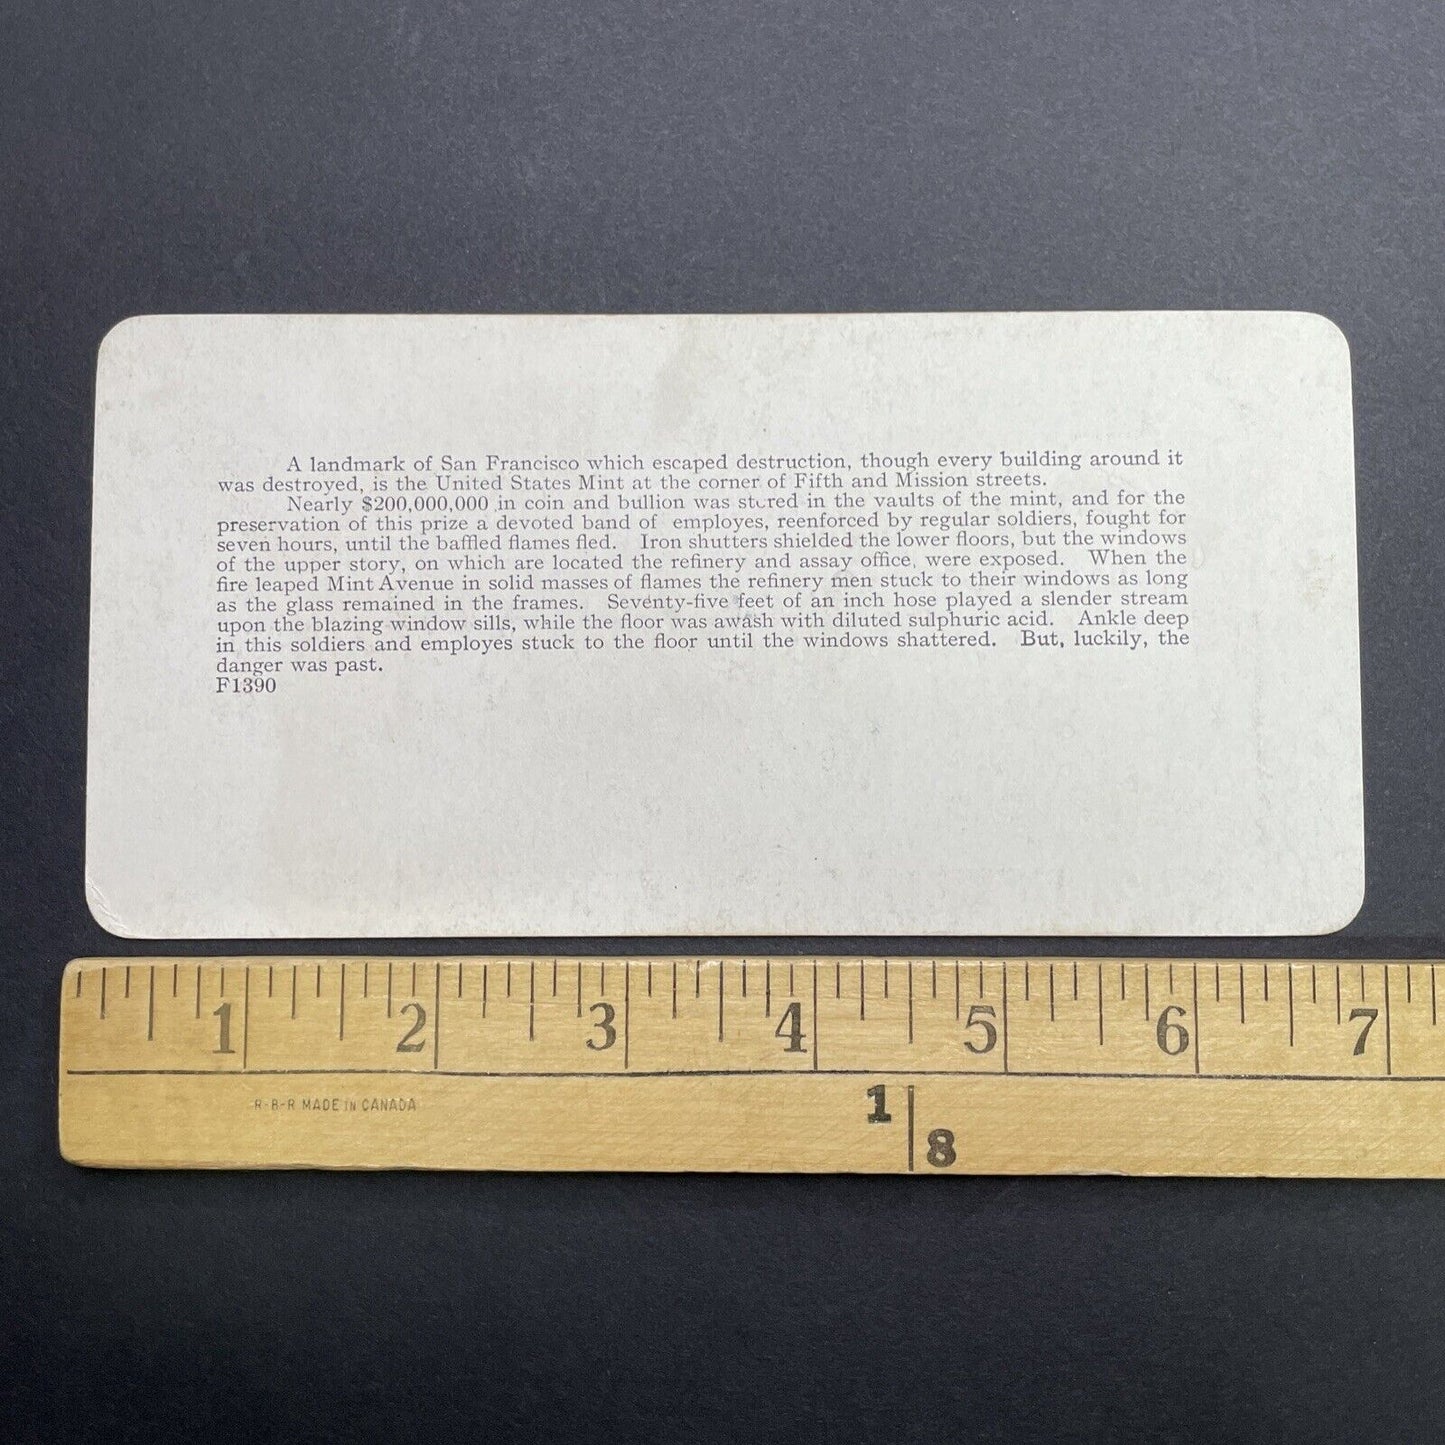 A landmark of San Francisco which escaped destruction, though every building around it
was destroyed, is the United States Mint at the corner of Fifth and Mission streets.
Nearly $200,000,000 in coin and bullion was stored in the vaults of the mint, and for the
preservation of this prize a devoted band of employes, reenforced by regular soldiers, fought for
seven hours, until the baffled flames fled. Iron shutters shielded the lower floors, but the windows
of the upper story, on which are located the refinery and assay office, were exposed. When the
fire leaped Mint Avenue in solid masses of flames the refinery men stuck to their windows as long
as the glass remained in the frames. Seventy-five feet of an inch hose played a slender stream
upon the blazing window sills, while the floor was awash with diluted sulphuric acid. Ankle deep
in this soldiers and employes stuck to the floor until the windows shattered. But, luckily, the
danger was past.
F1390
1 2 3 4 5 6 7
R-B-R MADE IN CANADA
1 8